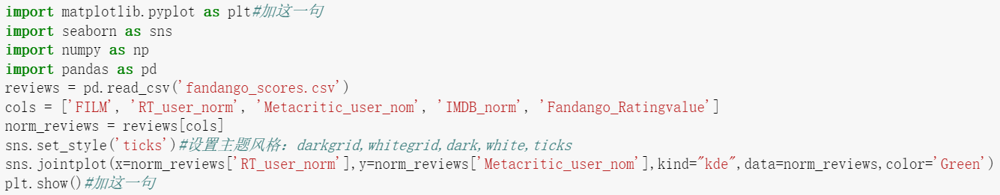 import matplotlib.pyplot as plt#加这一句
import seaborn as sns
import numpy as np
import pandas as pd
reviews = pd.read_csv('fandango_scores.csv')
cols = ['FILM', 'RT_user_norm', 'Metacritic_user_nom', 'IMDB_norm', 'Fandango_Ratingvalue']
norm_reviews = reviews[cols]
sns.set_style('ticks')#设置主题风格：darkgrid,whitegrid,dark,white,ticks
sns.jointplot(x=norm_reviews['RT_user_norm'],y=norm_reviews['Metacritic_user_nom'],kind="kde",data=norm_reviews,color='Green')
plt.show()#加这一句